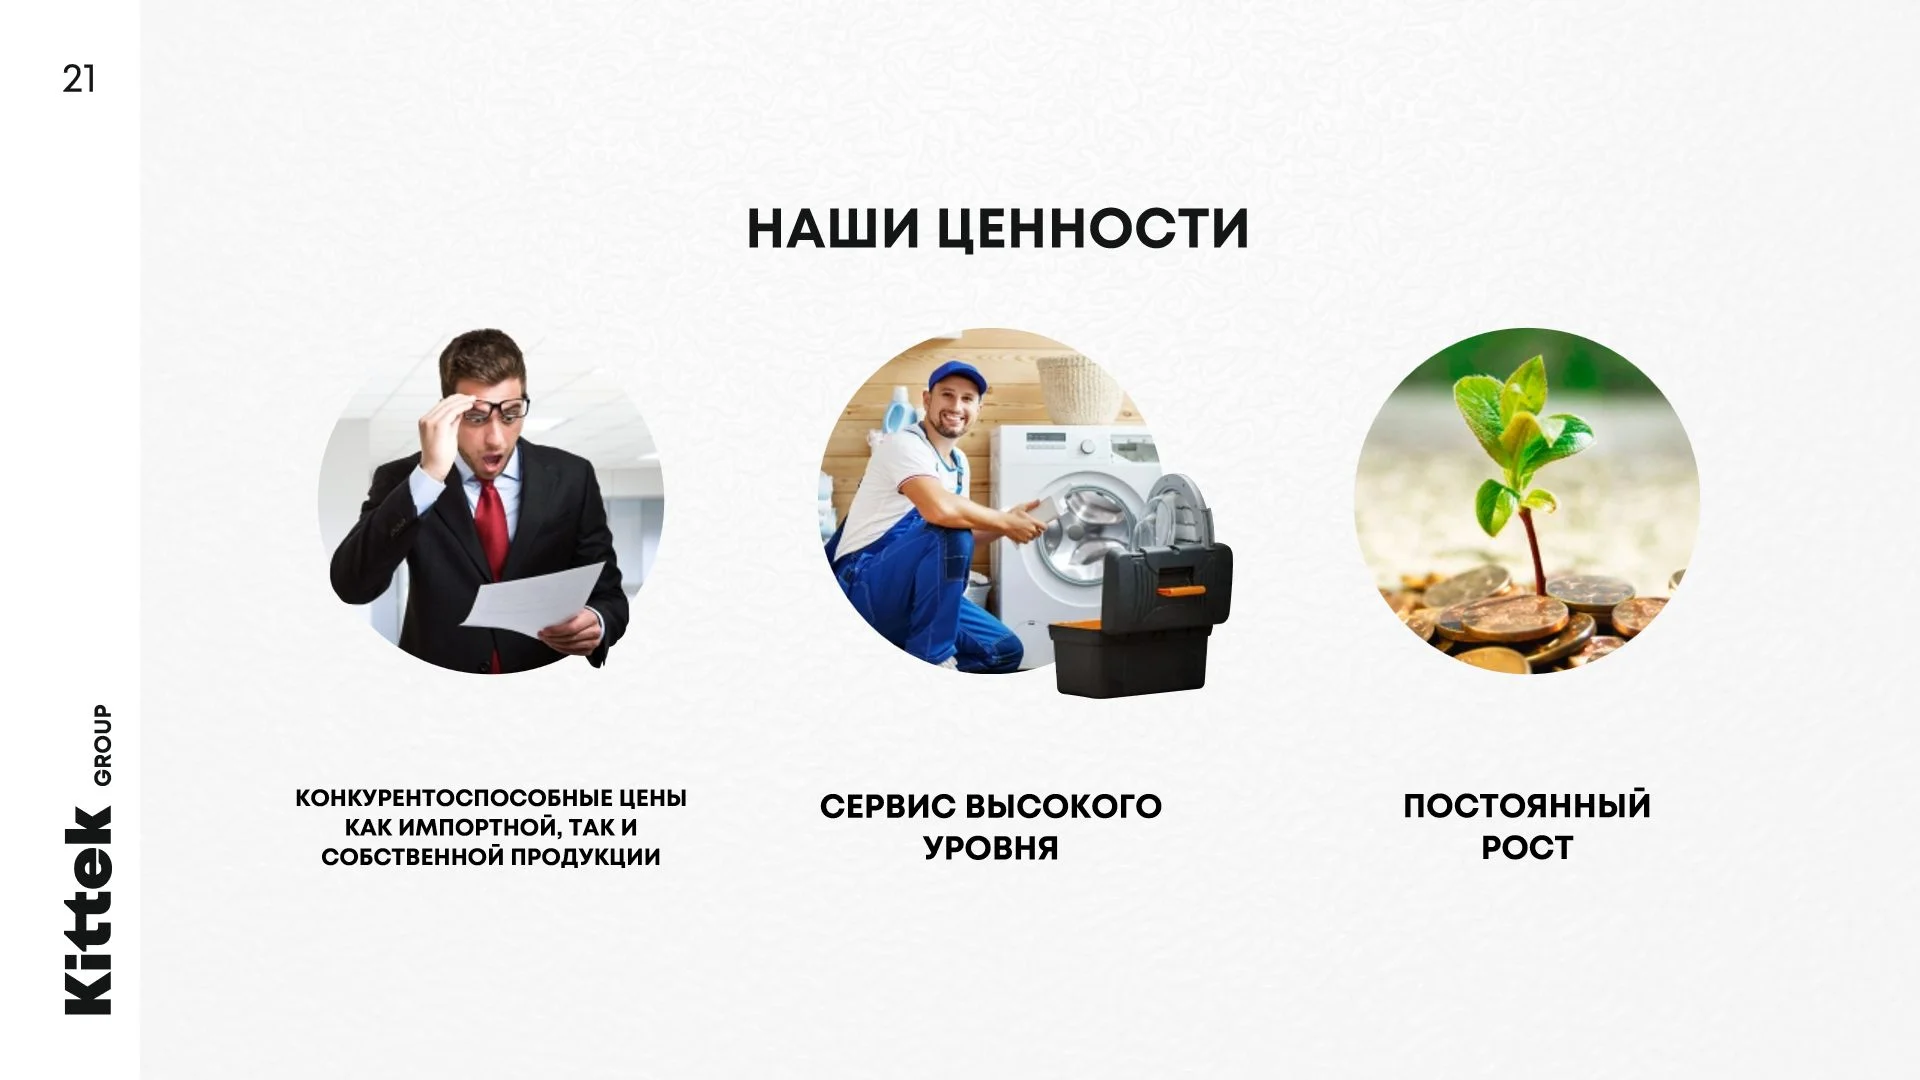 21
НАШИ ЦЕННОСТИ
КОНКУРЕНТОСПОСОБНЫЕ ЦЕНЫ
КАК ИМПОРТНОЙ, ТАК И
СОБСТВЕННОЙ ПРОДУКЦИИ
СЕРВИС ВЫСОКОГО
УРОВНЯ
ПОСТОЯННЫЙ
РОСТ
Kittek GROUP